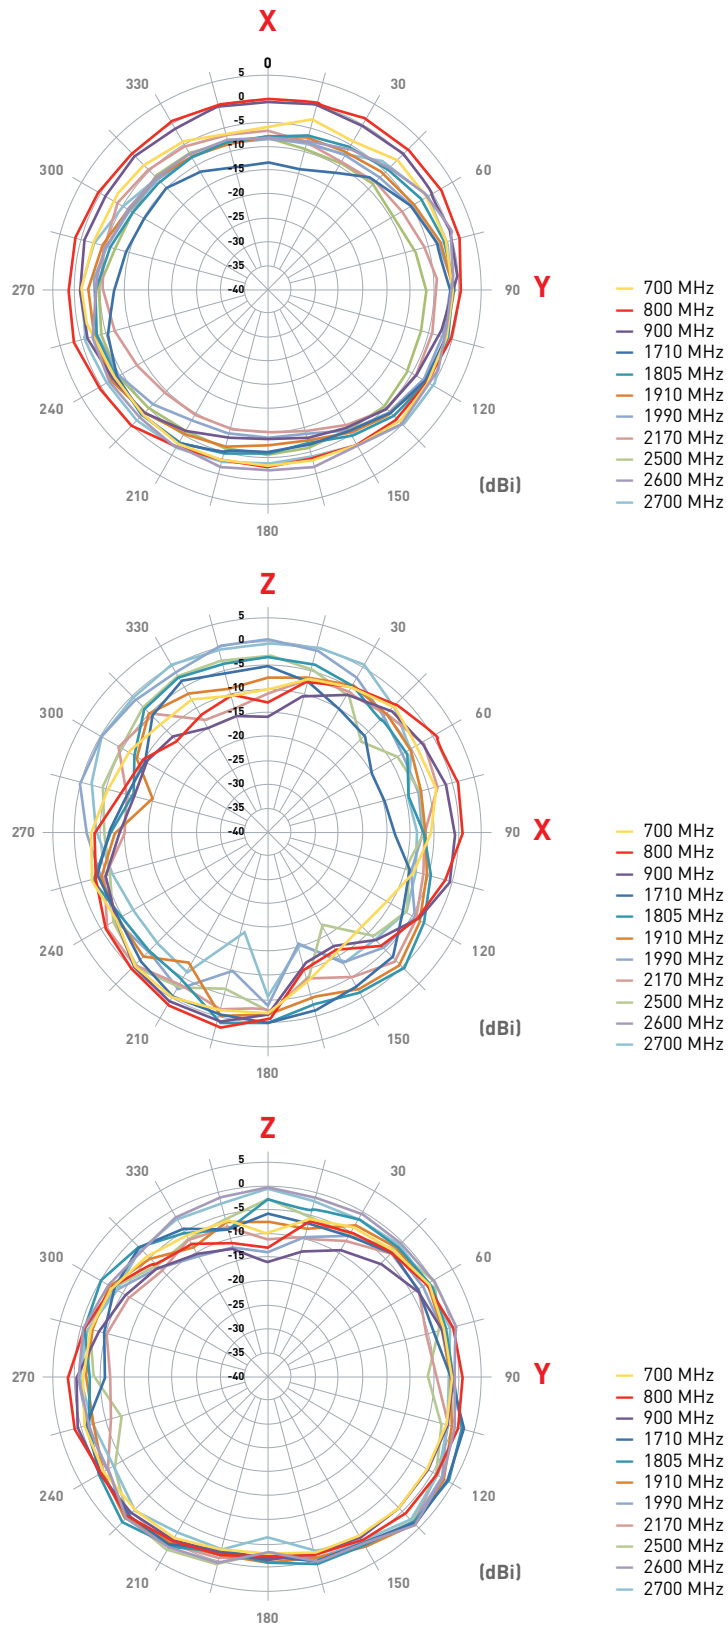 X
0
5
330
30
0
-5
-10
300
-15
60
-20
-25
-30
-35
270
-40
90
Y
700 MHz
800 MHz
900 MHz
1710 MHz
1805 MHz
1910 MHz
1990 MHz
2170 MHz
2500 MHz
2600 MHz
2700 MHz
240
120
210
150
(dBi)
180
Z
5
330
30
0
-5
-10
300
-15
60
-20
-25
-30
-35
270
-40
90
X
700 MHz
800 MHz
900 MHz
1710 MHz
1805 MHz
1910 MHz
1990 MHz
2170 MHz
2500 MHz
2600 MHz
2700 MHz
240
120
210
150
(dBi)
180
Z
5
330
30
0
-5
-10
300
-15
60
-20
-25
-30
-35
270
-40
90
Y
700 MHz
800 MHz
900 MHz
1710 MHz
1805 MHz
1910 MHz
1990 MHz
2170 MHz
2500 MHz
2600 MHz
2700 MHz
240
120
210
150
(dBi)
180